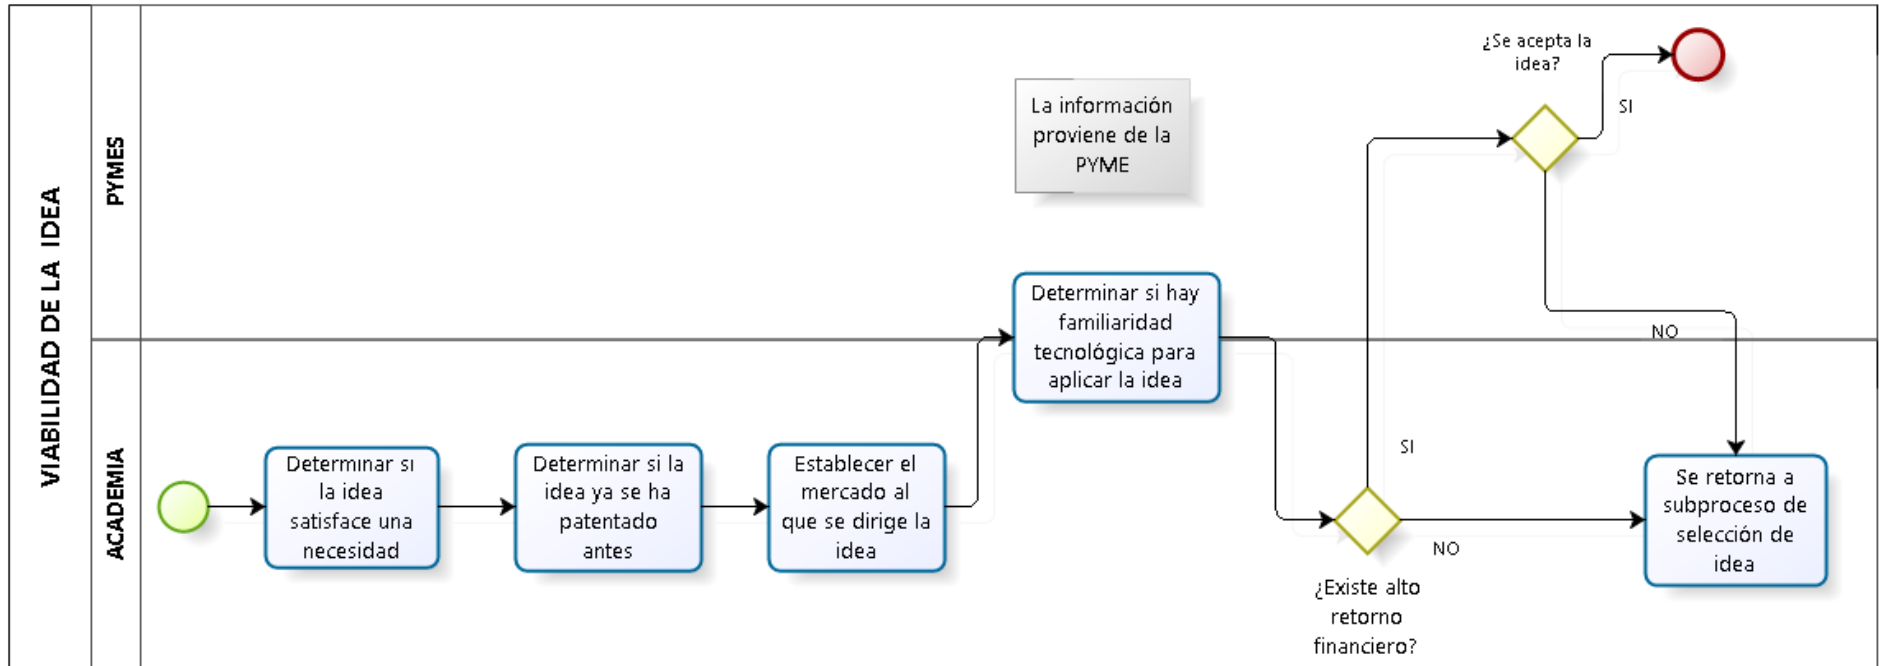 VIABILIDAD DE LA IDEA
PYMES
ACADEMIA
Determinar si
la idea
satisface una
necesidad
Determinar si la
idea ya se ha
patentado
antes
Establecer el
mercado al
que se dirige la
idea
La información
proviene de la
PYME
Determinar si hay
familiaridad
tecnológica para
aplicar la idea
¿Existe alto
retorno
financiero?
SI
NO
¿Se acepta la
idea?
SI
NO
Se retorna a
subproceso de
selección de
idea